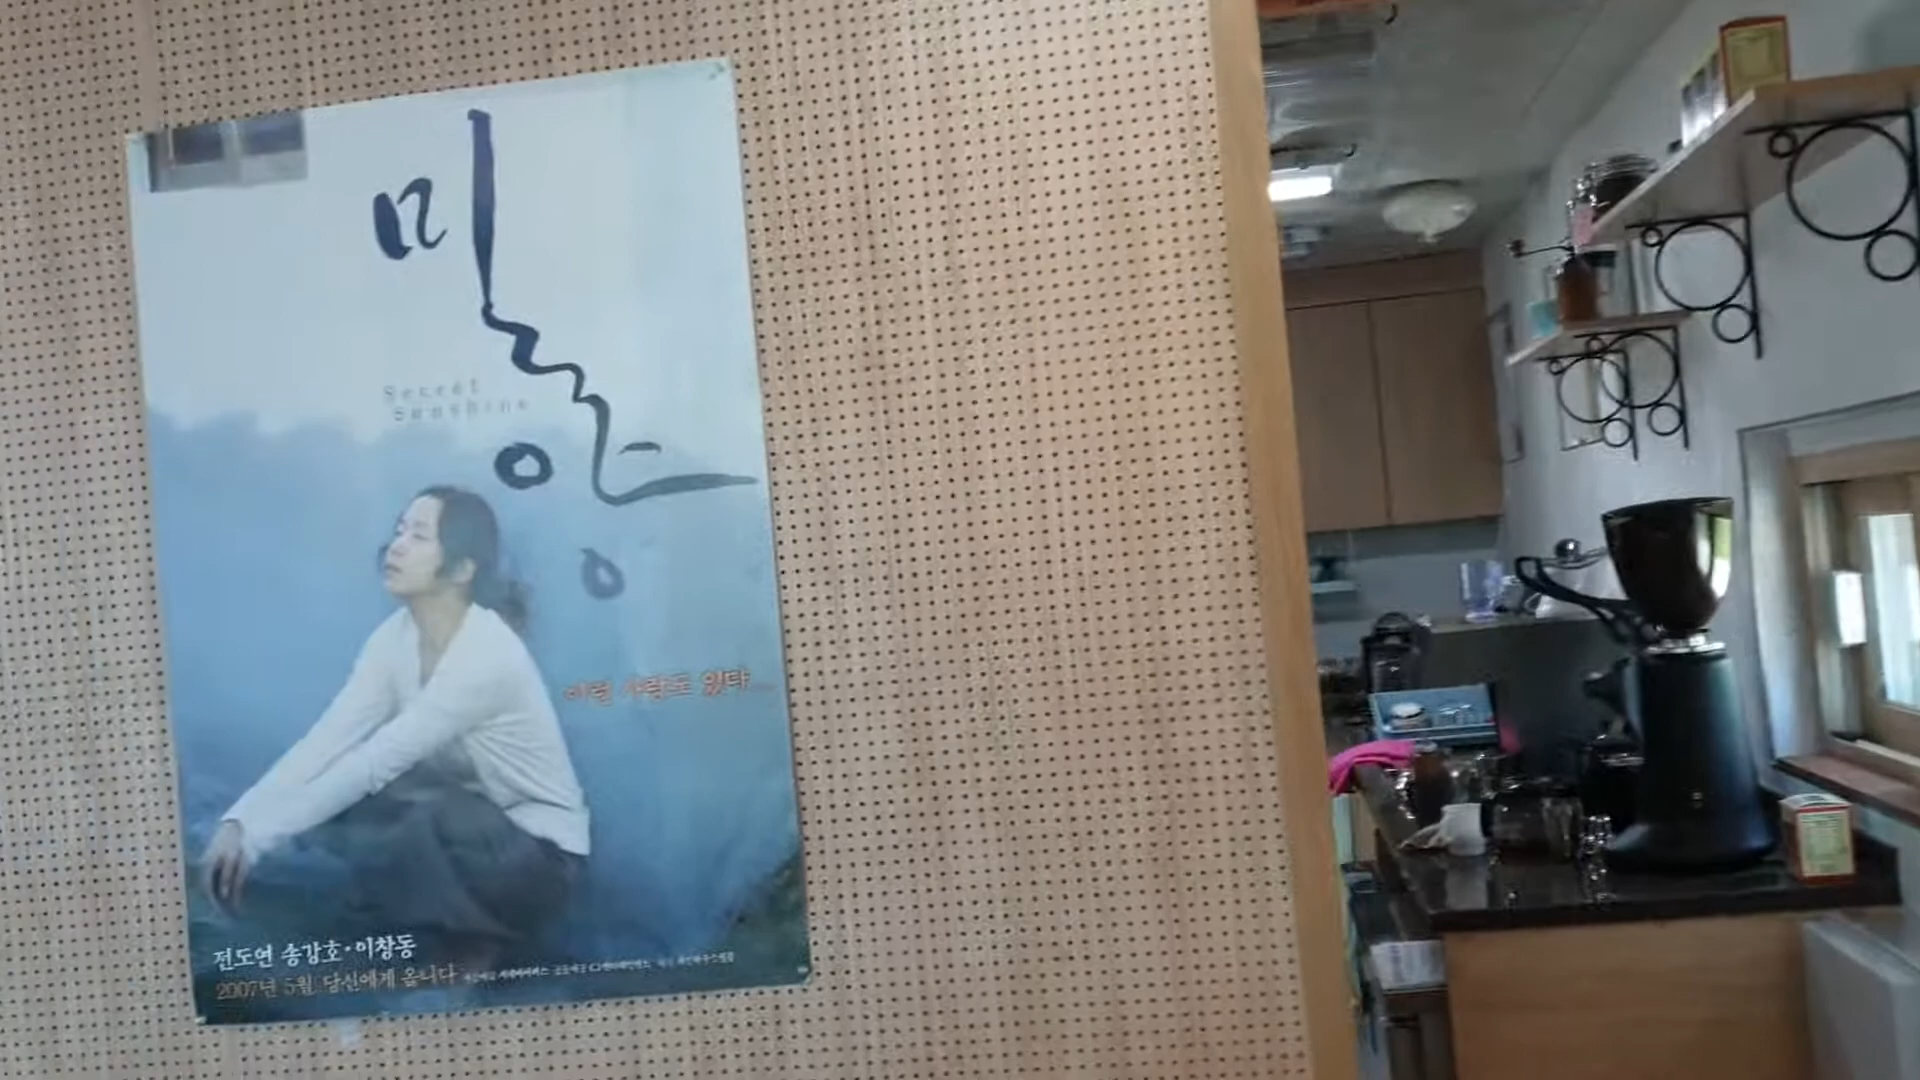 밀양
Secret
Sunshine
이런 사랑도 있다
전도연 송강호·이창동
2007년 5월 당신에게 옵니다